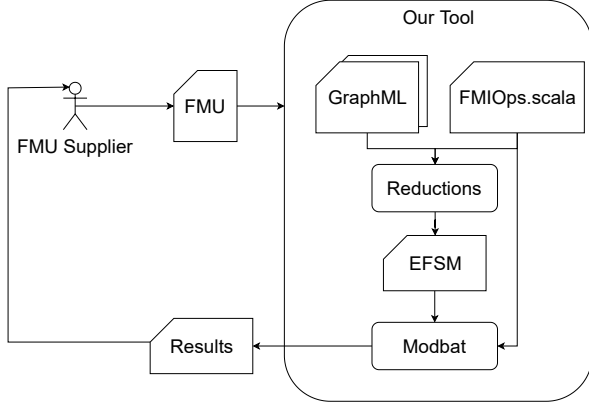 Our Tool
GraphML
FMIOps.scala
FMU
FMU Supplier
Reductions
EFSM
Results
Modbat